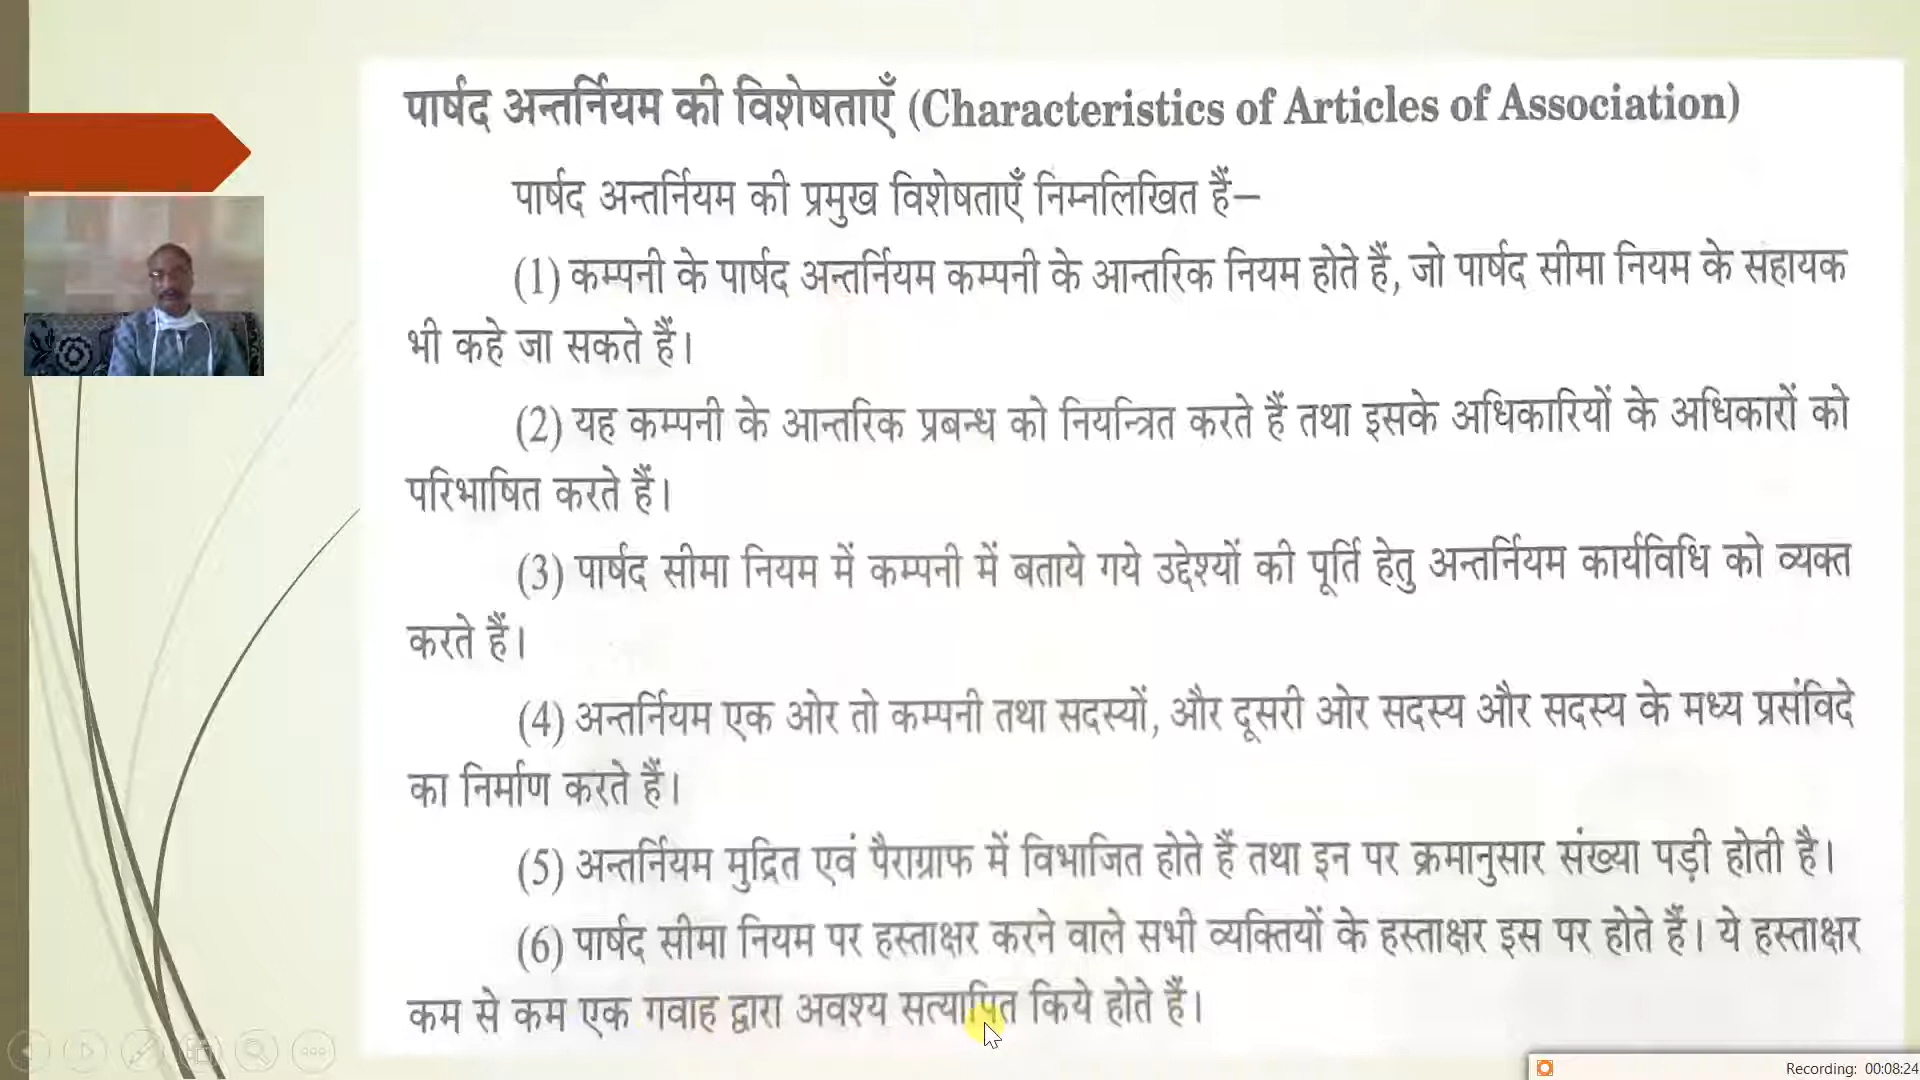 पार्षद अन्तर्नियम की विशेषताएँ (Characteristics of Articles of Association)
पार्षद अन्तर्नियम की प्रमुख विशेषताएँ निम्नलिखित हैं–
(1) कम्पनी के पार्षद अन्तर्नियम कम्पनी के आन्तरिक नियम होते हैं, जो पार्षद सीमा नियम के सहायक
भी कहे जा सकते हैं।
(2) यह कम्पनी के आन्तरिक प्रबन्ध को नियन्त्रित करते हैं तथा इसके अधिकारियों के अधिकारों को
परिभाषित करते हैं।
(3) पार्षद सीमा नियम में कम्पनी में बताये गये उद्देश्यों की पूर्ति हेतु अन्तर्नियम कार्यविधि को व्यक्त
करते हैं।
(4) अन्तर्नियम एक ओर तो कम्पनी तथा सदस्यों, और दूसरी ओर सदस्य और सदस्य के मध्य प्रसंविदे
का निर्माण करते हैं।
(5) अन्तर्नियम मुद्रित एवं पैराग्राफ में विभाजित होते हैं तथा इन पर क्रमानुसार संख्या पड़ी होती है।
(6) पार्षद सीमा नियम पर हस्ताक्षर करने वाले सभी व्यक्तियों के हस्ताक्षर इस पर होते हैं। ये हस्ताक्षर
कम से कम एक गवाह द्वारा अवश्य सत्यापित किये होते हैं।
Recording: 00:08:24